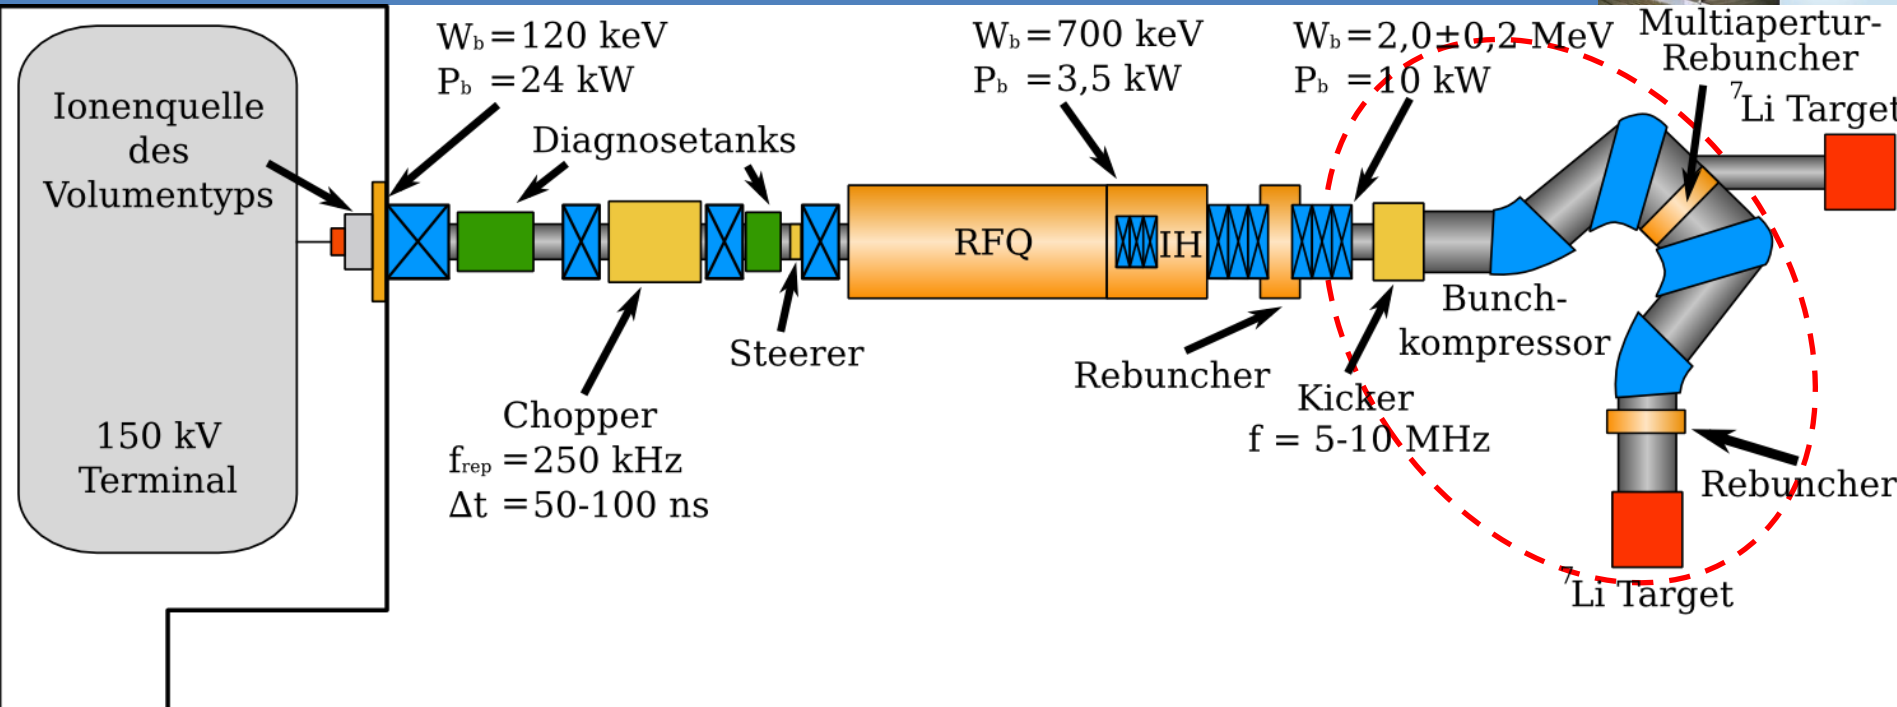 Ionenquelle
des
Volumentyps
150 kV
Terminal
Wb = 120 keV
Pb = 24 kW
Diagnosetanks
Chopper
frep = 250 kHz
Δt = 50-100 ns
Steerer
Wb = 700 keV
Pb = 3,5 kW
RFQ
IH
Rebuncher
Wb = 2,0±0,2 MeV
Pb = 10 kW
Kicker
f = 5-10 MHz
Bunch-
kompressor
Multiapertur-
Rebuncher
7Li Target
Rebuncher
7Li Target